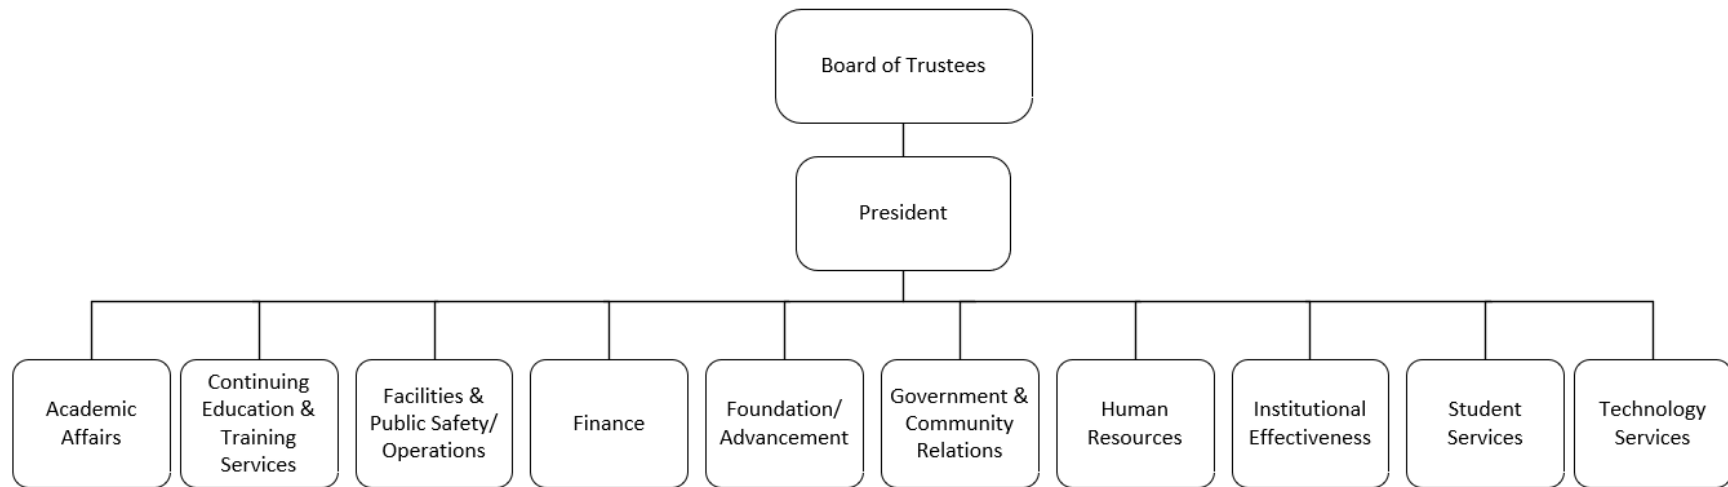 Board of Trustees
President
Academic
Affairs
Continuing
Education &
Training
Services
Facilities &
Public Safety/
Operations
Finance
Foundation/
Advancement
Government &
Community
Relations
Human
Resources
Institutional
Effectiveness
Student
Services
Technology
Services